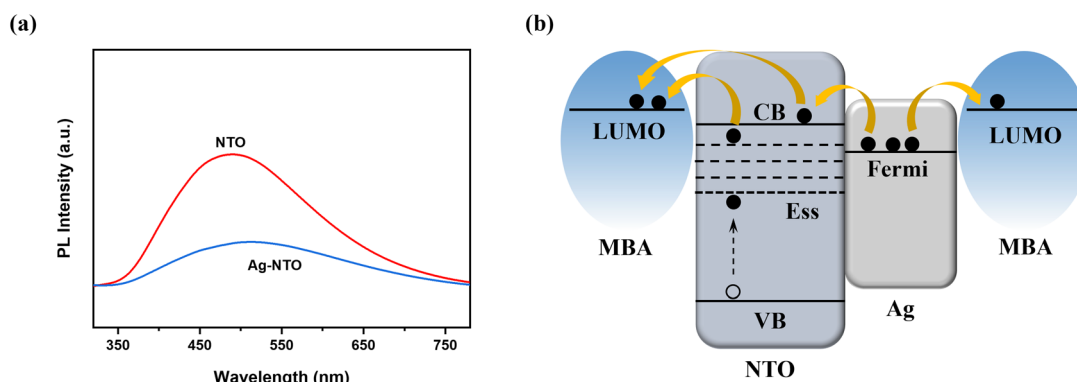 (a)
PL Intensity (a.u.)
NTO
Ag-NTO
350 450 550 650 750
Wavelength (nm)
(b)
LUMO
MBA
CB
Ess
VB
NTO
Fermi
Ag
LUMO
MBA